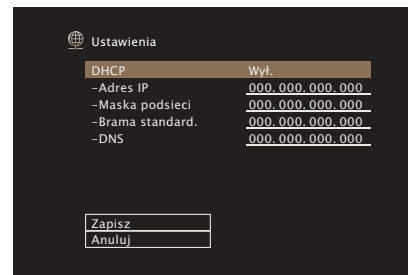 Ustawienia
DHCP Wył.
–Adres IP 000. 000. 000. 000
–Maska podsieci 000. 000. 000. 000
–Brama standard. 000. 000. 000. 000
–DNS 000. 000. 000. 000
Zapisz
Anuluj